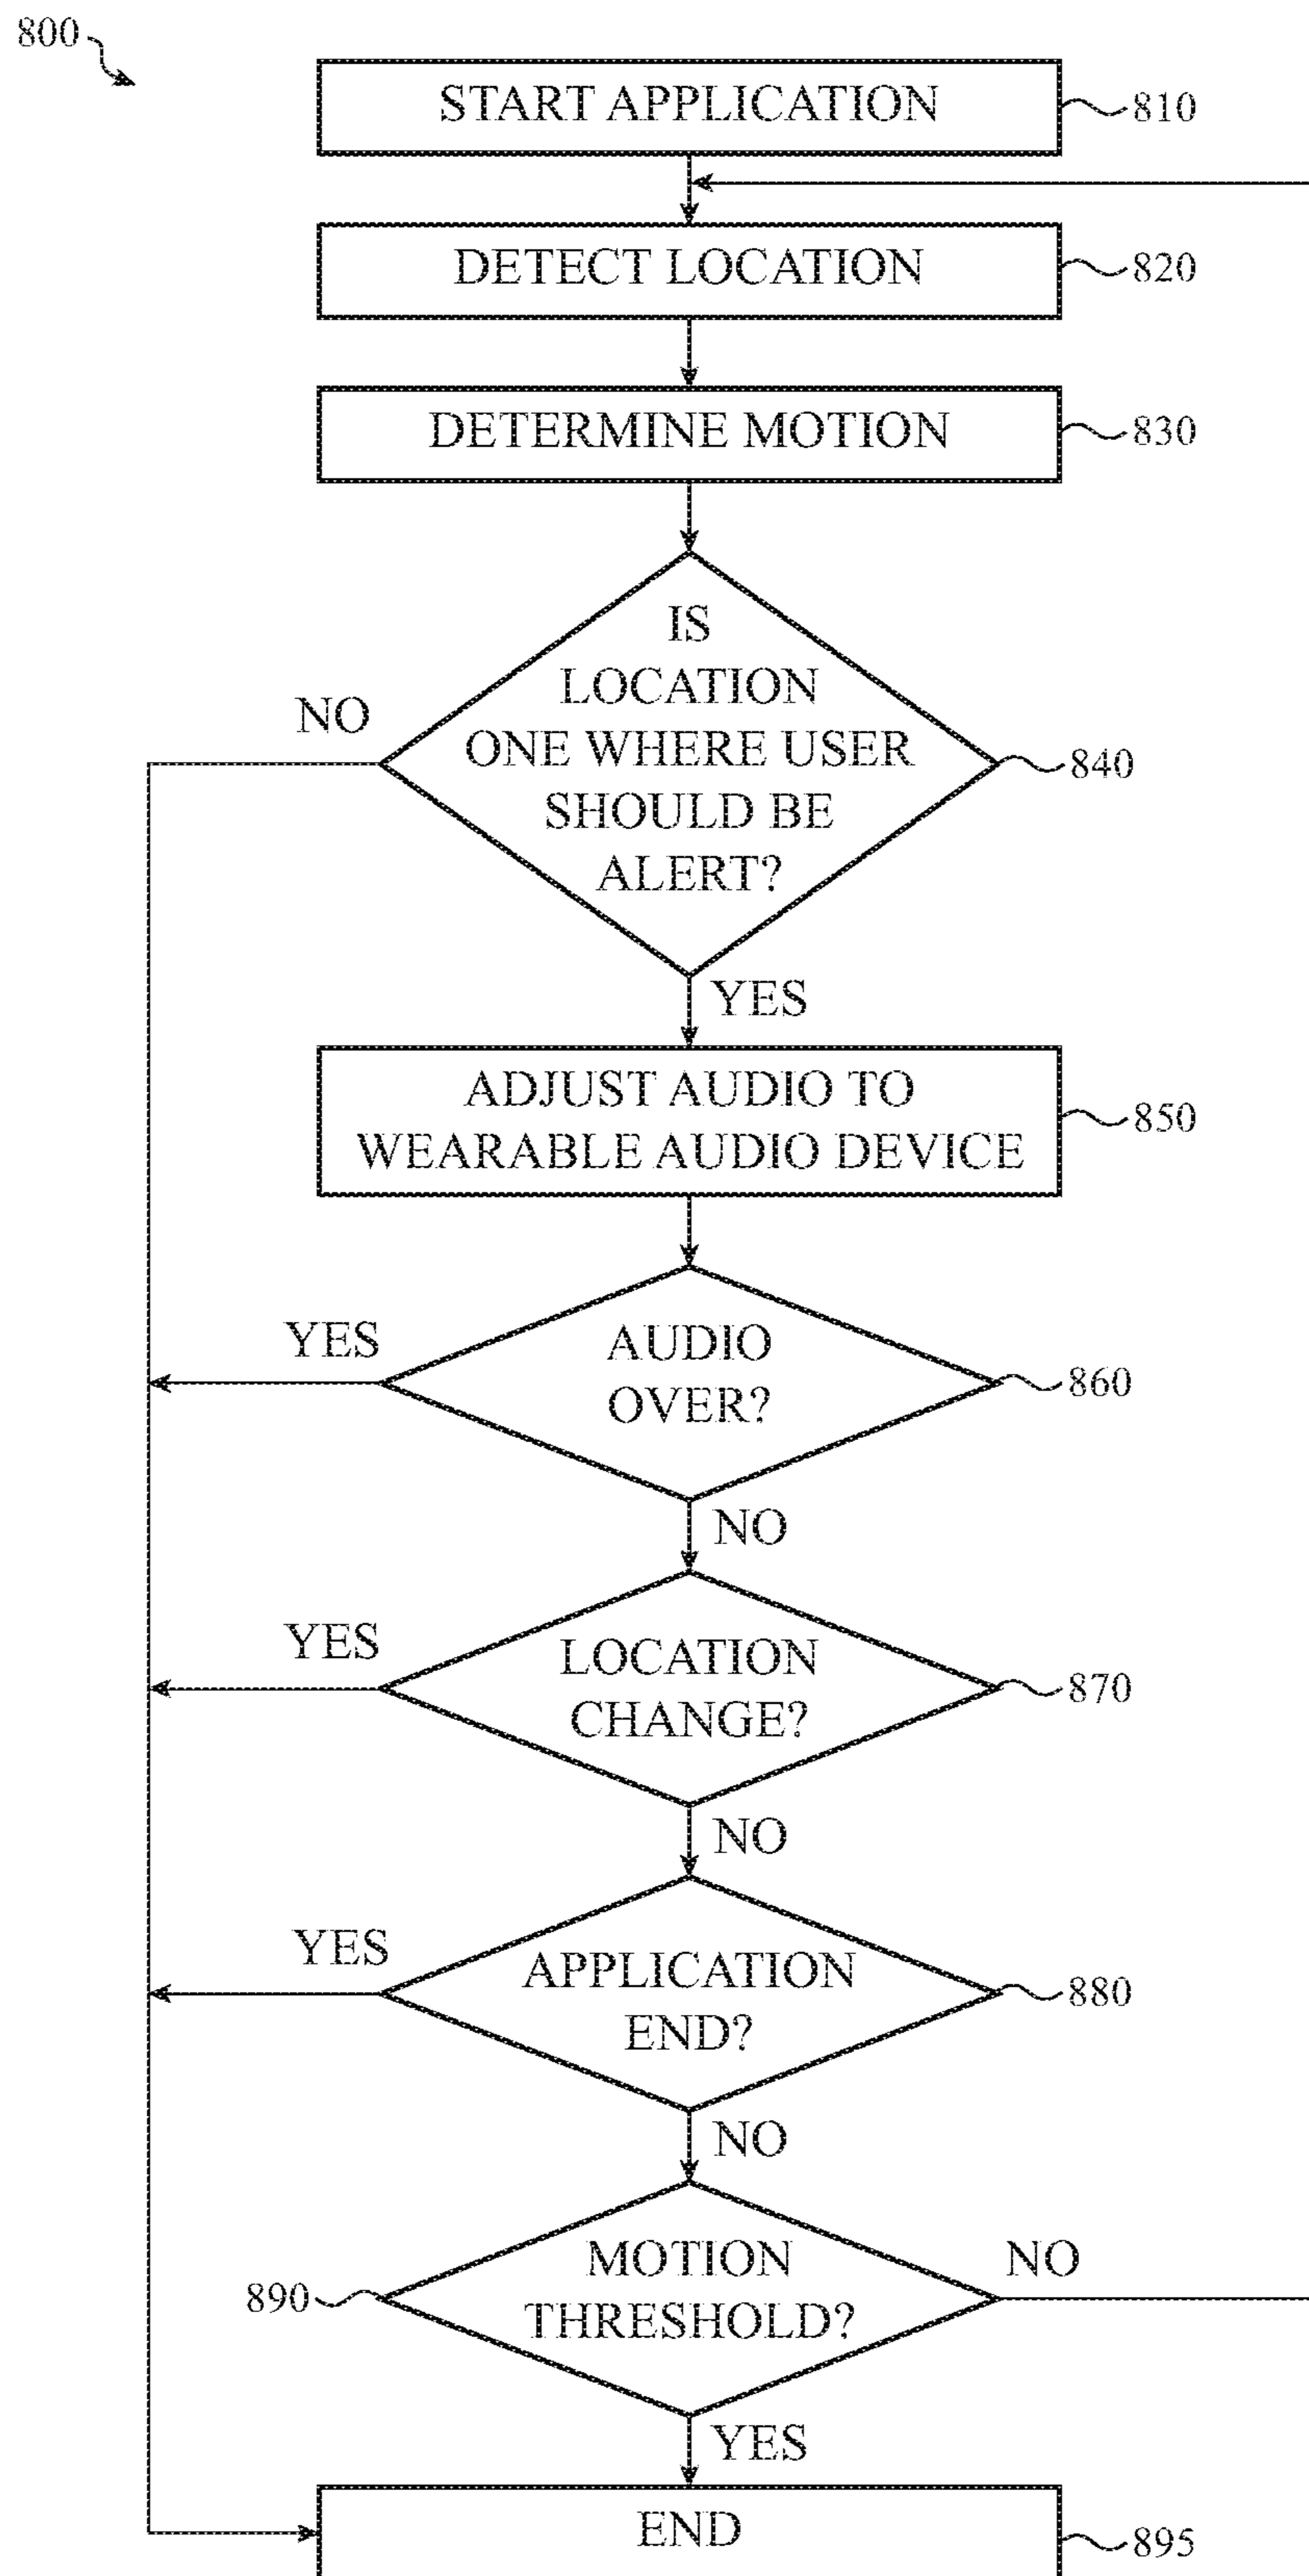 800
START APPLICATION
810
DETECT LOCATION
820
DETERMINE MOTION
830
IS
LOCATION
ONE WHERE USER
SHOULD BE
ALERT?
NO
840
YES
ADJUST AUDIO TO
WEARABLE AUDIO DEVICE
850
YES
AUDIO
OVER?
860
NO
YES
LOCATION
CHANGE?
870
NO
YES
APPLICATION
END?
880
NO
890
MOTION
THRESHOLD?
NO
YES
END
895